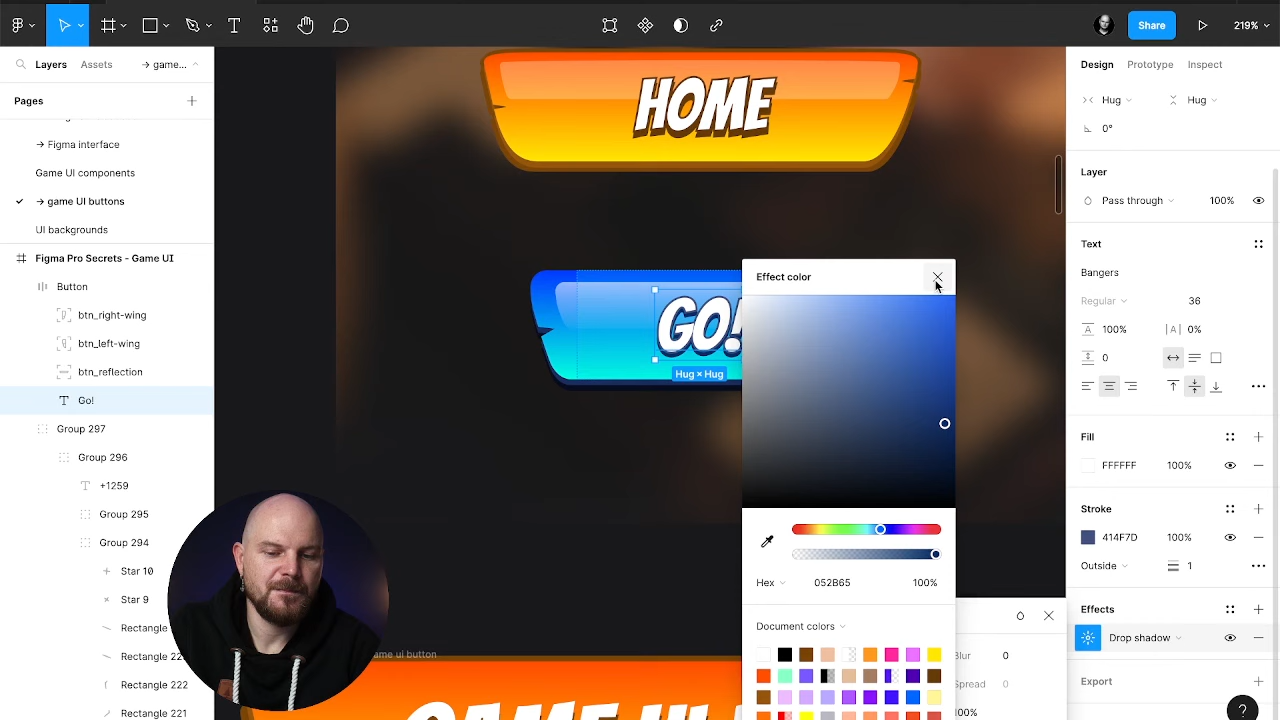 Share
219%
Layers Assets → game...
Pages
→ Figma interface
Game UI components
→ game UI buttons
UI backgrounds
Figma Pro Secrets - Game UI
Button
btn_right-wing
btn_left-wing
btn_reflection
Go!
Group 297
Group 296
+1259
Group 295
Group 294
Star 10
Star 9
Rectangle
Rectangle 22
Rectangle 222
Rectangle 221
HOME
GO!
Hug × Hug
ame ui button
GAME UI
Effect color
Hex 052B65 100%
Document colors
Design Prototype Inspect
Hug Hug
0°
Layer
Pass through 100%
Text
Bangers
Regular 36
100% 0%
0
Fill
FFFFFF 100%
Stroke
414F7D 100%
Outside 1
Effects
Drop shadow
Blur 0
Spread 0
100%
Export
?